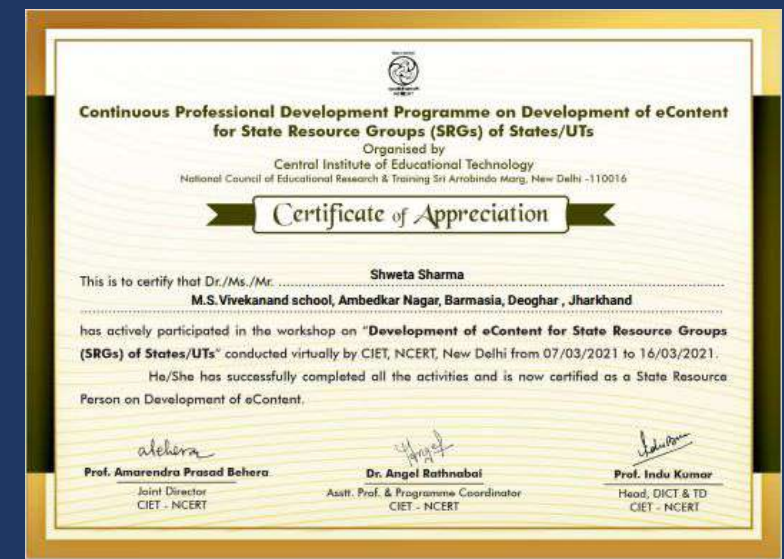 NCERT
Continuous Professional Development Programme on Development of eContent
for State Resource Groups (SRGs) of States/UTs
Organised by
Central Institute of Educational Technology
National Council of Educational Research & Training Sri Arrobindo Marg, New Delhi -110016
Certificate of Appreciation
This is to certify that Dr./Ms./Mr. Shweta Sharma
M.S.Vivekanand school, Ambedkar Nagar, Barmasia, Deoghar , Jharkhand
has actively participated in the workshop on “Development of eContent for State Resource Groups
(SRGs) of States/UTs” conducted virtually by CIET, NCERT, New Delhi from 07/03/2021 to 16/03/2021.
He/She has successfully completed all the activities and is now certified as a State Resource
Person on Development of eContent.
Prof. Amarendra Prasad Behera Dr. Angel Rathnabai Prof. Indu Kumar
Joint Director Asstt. Prof. & Programme Coordinator Head, DICT & TD
CIET - NCERT CIET - NCERT CIET - NCERT